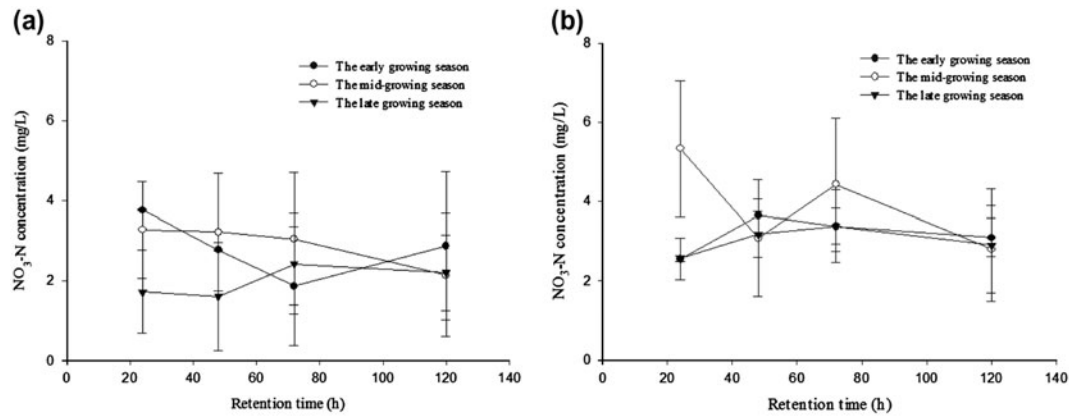 (a)
8
6
4
2
0
NO3-N concentration (mg/L)
The early growing season
The mid-growing season
The late growing season
0 20 40 60 80 100 120 140
Retention time (h)
(b)
8
6
4
2
0
NO3-N concentration (mg/L)
The early growing season
The mid-growing season
The late growing season
0 20 40 60 80 100 120 140
Retention time (h)